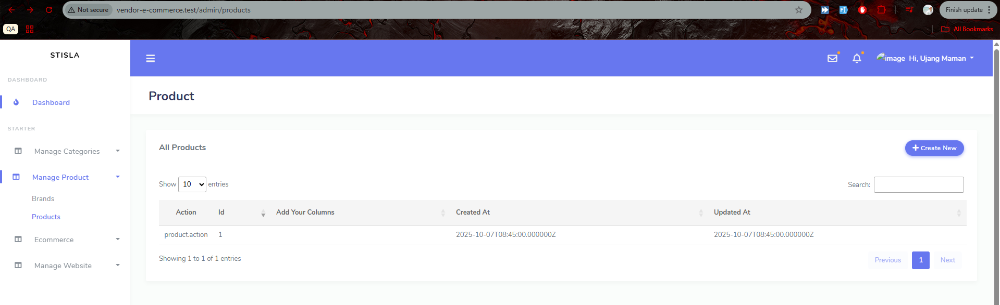 Not secure vendor-e-commerce.test/admin/products Finish update
QA All Bookmarks
STISLA
image Hi, Ujang Maman
DASHBOARD
Dashboard
STARTER
Manage Categories
Manage Product
Brands
Products
Ecommerce
Manage Website
Product
All Products
Create New
Show 10 entries
Search:
Action Id Add Your Columns Created At Updated At
product.action 1 2025-10-07T08:45:00.000000Z 2025-10-07T08:45:00.000000Z
Showing 1 to 1 of 1 entries
Previous 1 Next